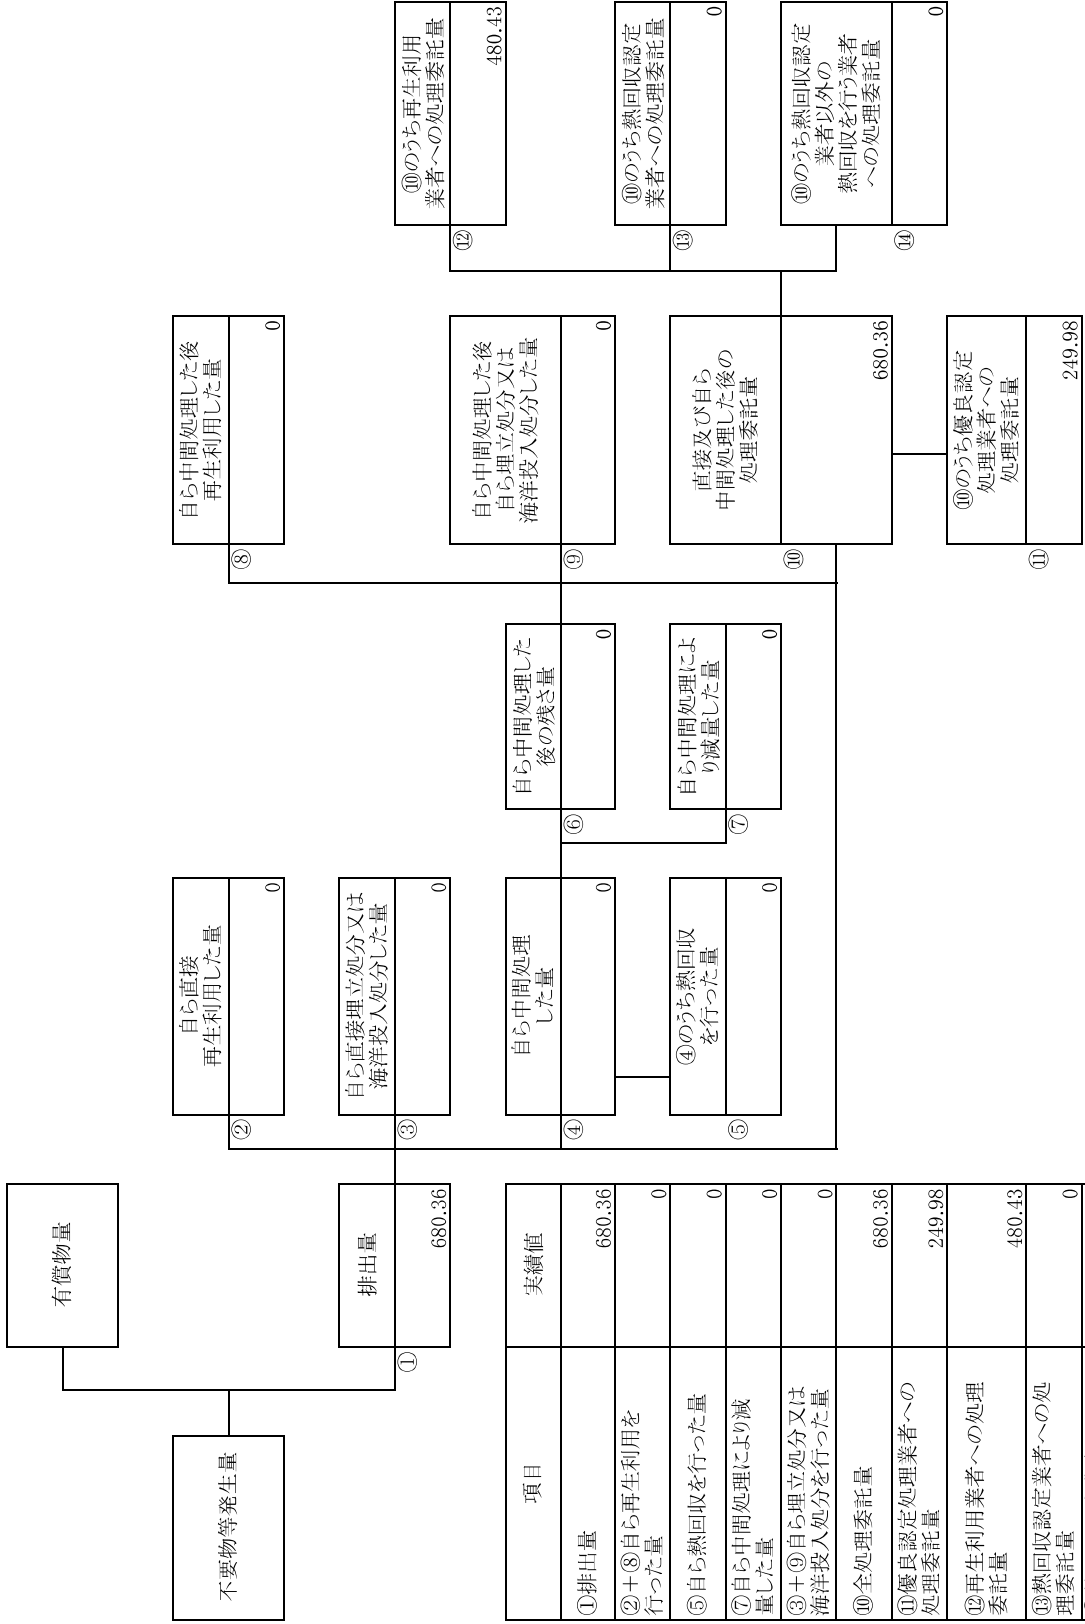 不要物等発生量
有償物量
①
排出量
680.36
②
自ら直接
再生利用した量
0
③
自ら直接埋立処分又は
海洋投入処分した量
0
④
自ら中間処理
した量
0
⑤
④のうち熱回収
を行った量
0
⑥
自ら中間処理した
後の残さ量
0
⑦
自ら中間処理によ
り減量した量
0
⑧
自ら中間処理した後
再生利用した量
0
⑨
自ら中間処理した後
自ら埋立処分又は
海洋投入処分した量
0
⑩
直接及び自ら
中間処理した後の
処理委託量
680.36
⑪
⑩のうち優良認定
処理業者への
処理委託量
249.98
⑫
⑩のうち再生利用
業者への処理委託量
480.43
⑬
⑩のうち熱回収認定
業者への処理委託量
0
⑭
⑩のうち熱回収認定
業者以外の
熱回収を行う業者
への処理委託量
0
項目 実績値
①排出量 680.36
②+⑧自ら再生利用を
行った量 0
⑤自ら熱回収を行った量 0
⑦自ら中間処理により減
量した量 0
③+⑨自ら埋立処分又は
海洋投入処分を行った量 0
⑩全処理委託量 680.36
⑪優良認定処理業者への
処理委託量 249.98
⑫再生利用業者への処理
委託量 480.43
⑬熱回収認定業者への処
理委託量 0